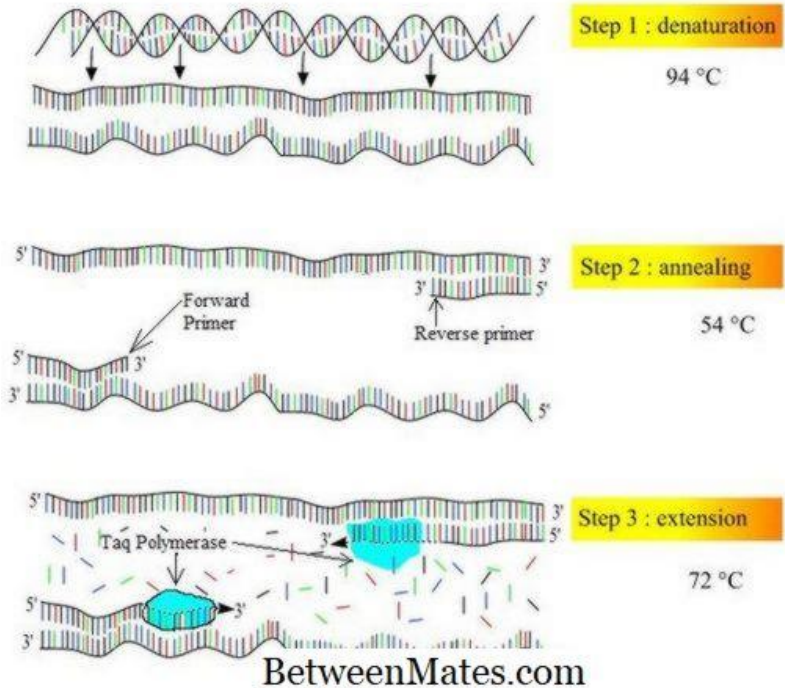 Step 1 : denaturation
94 °C
Step 2 : annealing
54 °C
5'
3'
3'
5'
Forward
Primer
Reverse primer
5'
3'
3'
5'
Step 3 : extension
72 °C
5'
3'
Taq Polymerase
3'
5'
5'
3'
3'
BetweenMates.com